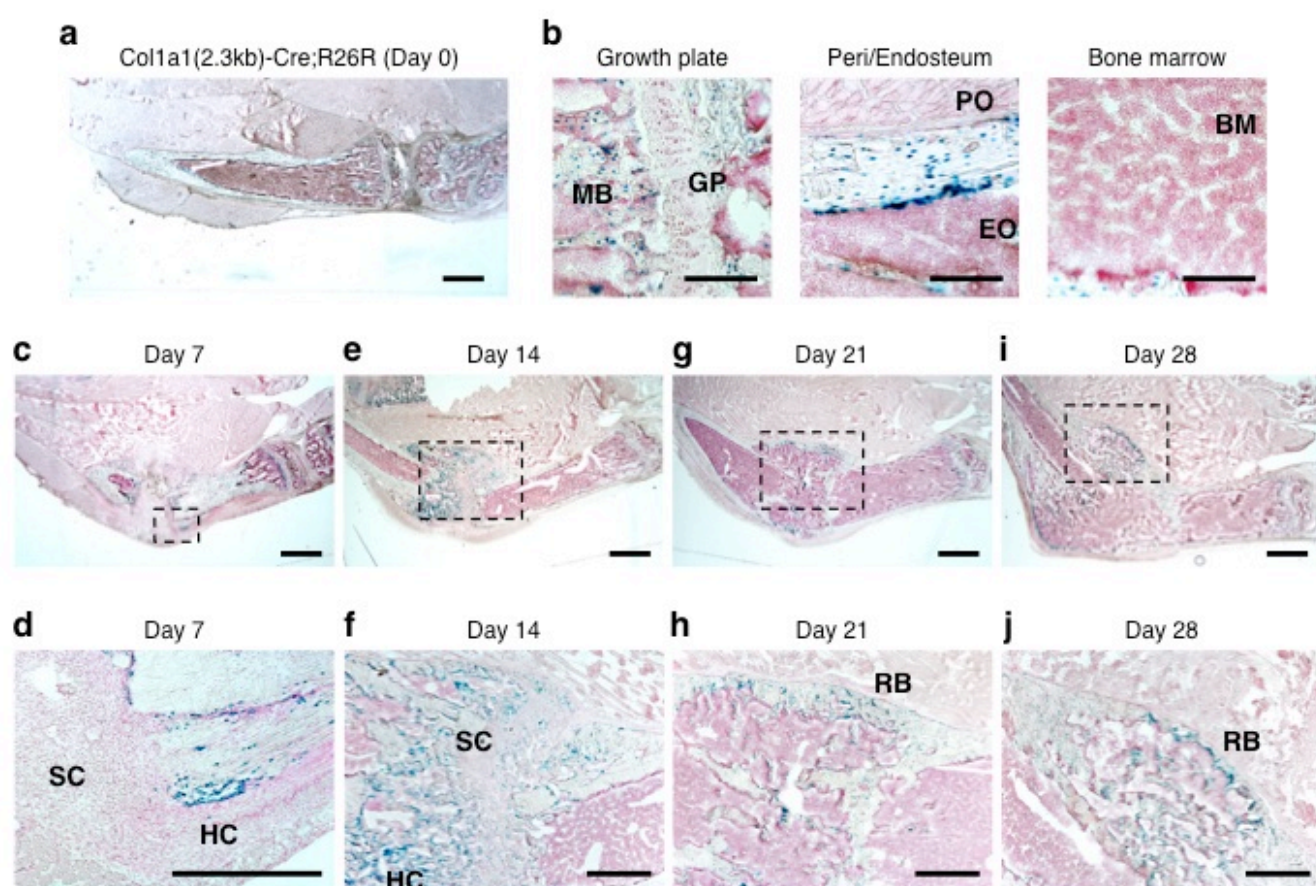 a
Col1a1(2.3kb)-Cre;R26R (Day 0)
b
Growth plate
Peri/Endosteum
Bone marrow
MB
GP
PO
EO
BM
c
Day 7
e
Day 14
g
Day 21
i
Day 28
d
Day 7
f
Day 14
h
Day 21
j
Day 28
SC
HC
SC
HC
RB
RB